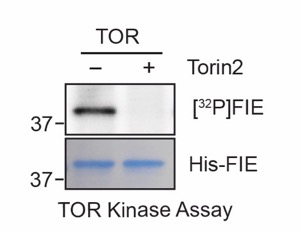 TOR
− + Torin2
[³²P]FIE
37
His-FIE
37
TOR Kinase Assay